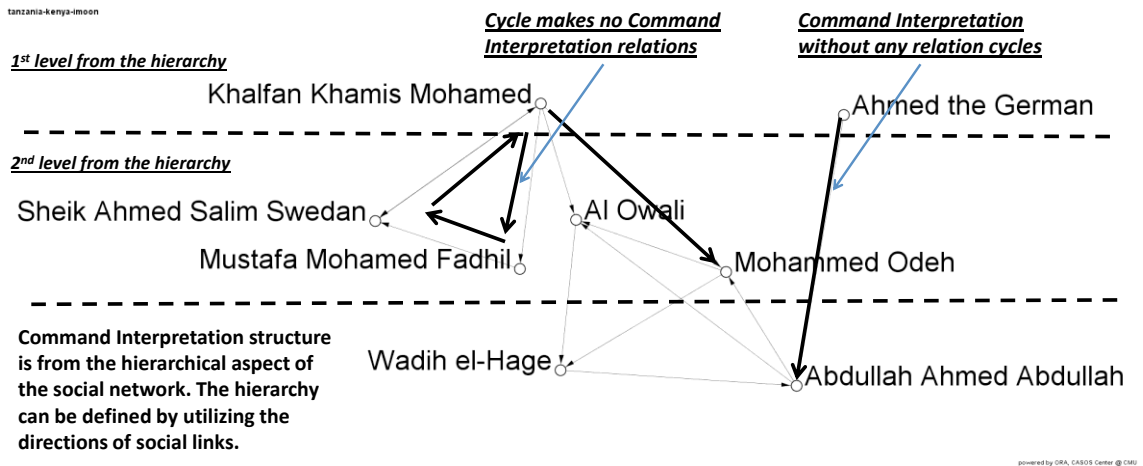 tanzania-kenya-imoon
Cycle makes no Command
Interpretation relations
Command Interpretation
without any relation cycles
1st level from the hierarchy
Khalfan Khamis Mohamed
Ahmed the German
2nd level from the hierarchy
Sheik Ahmed Salim Swedan
Al Owali
Mustafa Mohamed Fadhil
Mohammed Odeh
Command Interpretation structure
is from the hierarchical aspect of
the social network. The hierarchy
can be defined by utilizing the
directions of social links.
Wadih el-Hage
Abdullah Ahmed Abdullah
powered by ORA, CASOS Center @ CMU